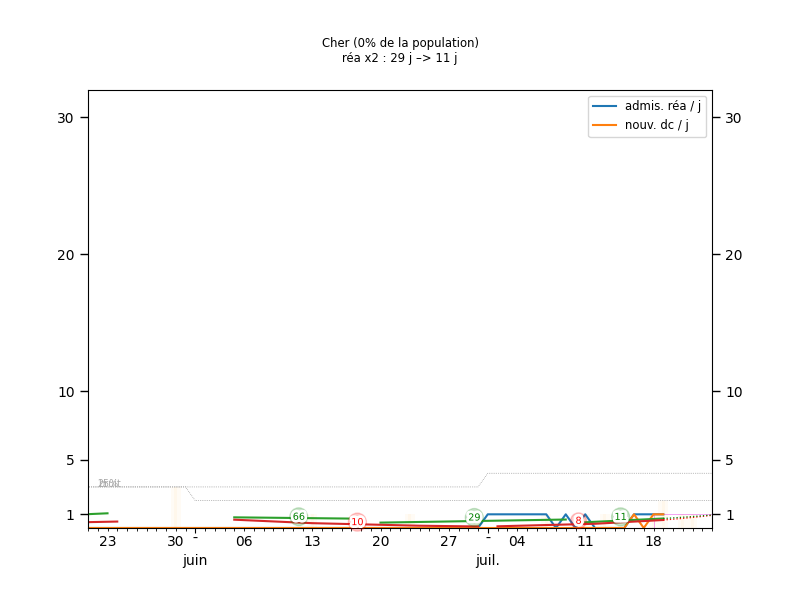 Cher (0% de la population)
réa x2 : 29 j –> 11 j
admis. réa / j
nouv. dc / j
30 30
20 20
10 10
5 5
1 1
66 10 29 8 11
23 30 - 06 13 20 27 - 04 11 18
juin juil.